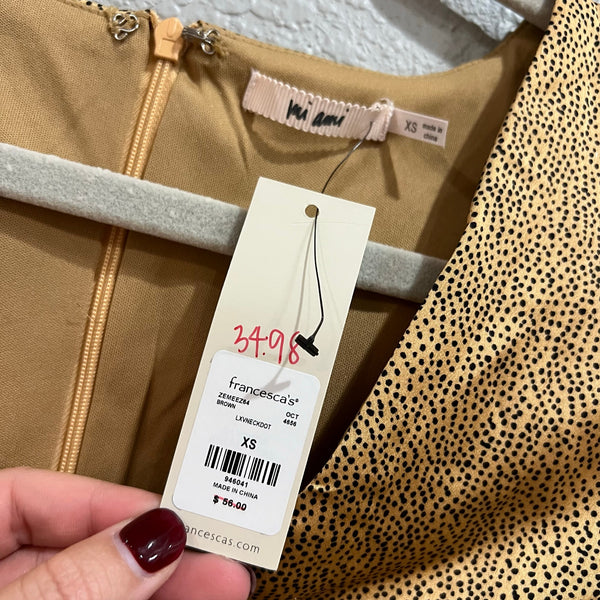 mi ami
XS
made in
china
34.98
francesca's®
ZEMEEZ64
OCT
BROWN
4656
LXVNECKDOT
XS
946041
MADE IN CHINA
$ 56.00
francescas.com